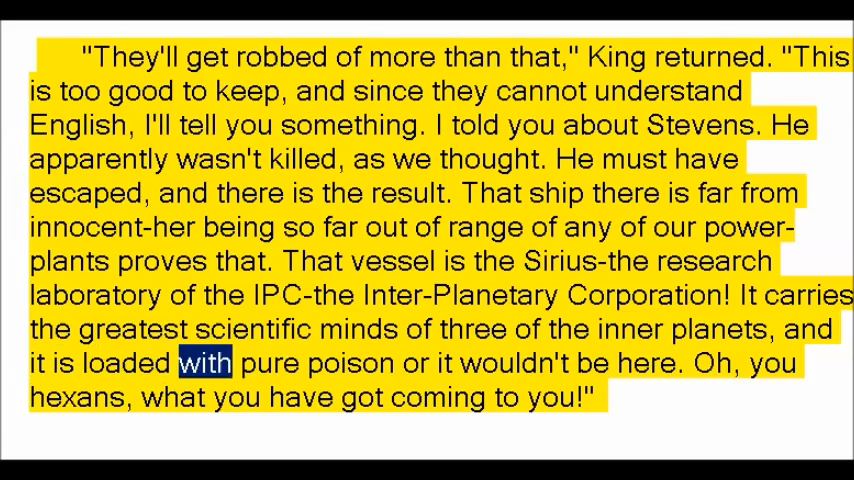 "They'll get robbed of more than that," King returned. "This
is too good to keep, and since they cannot understand
English, I'll tell you something. I told you about Stevens. He
apparently wasn't killed, as we thought. He must have
escaped, and there is the result. That ship there is far from
innocent-her being so far out of range of any of our power-
plants proves that. That vessel is the Sirius-the research
laboratory of the IPC-the Inter-Planetary Corporation! It carries
the greatest scientific minds of three of the inner planets, and
it is loaded with pure poison or it wouldn't be here. Oh, you
hexans, what you have got coming to you!"